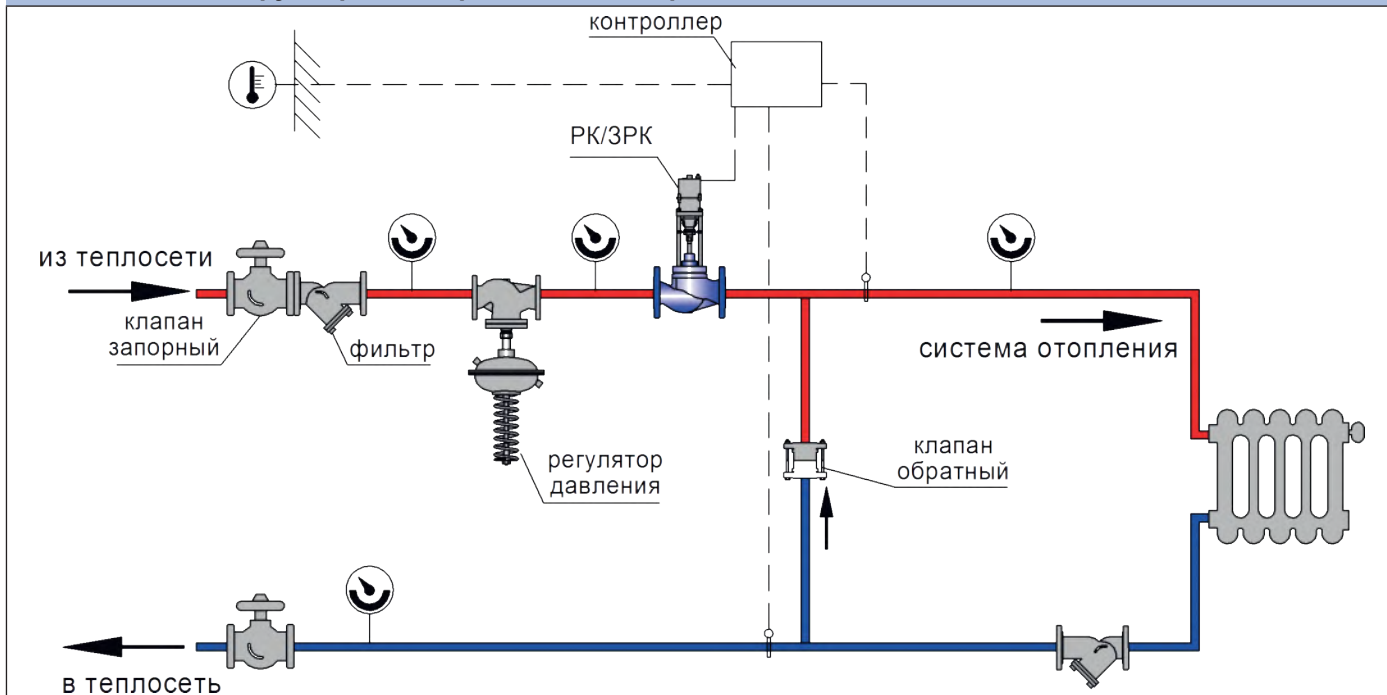 контроллер
РК/ЗРК
из теплосети
клапан
запорный
фильтр
система отопления
регулятор
давления
клапан
обратный
в теплосеть